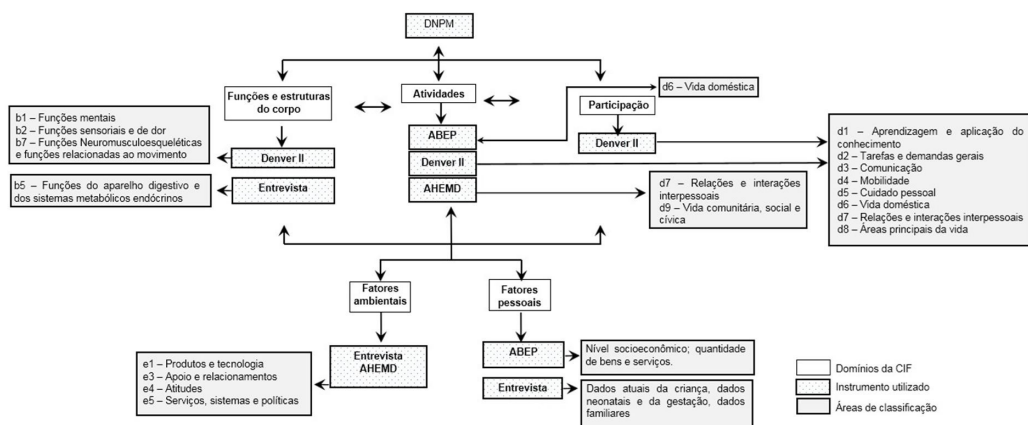 DNPM
Funções e estruturas
do corpo
Atividades
Participação
d6 – Vida doméstica
b1 – Funções mentais
b2 – Funções sensoriais e de dor
b7 – Funções Neuromusculoesqueléticas
e funções relacionadas ao movimento
Denver II
ABEP
Denver II
AHEMD
Denver II
d1 – Aprendizagem e aplicação do
conhecimento
d2 – Tarefas e demandas gerais
d3 – Comunicação
d4 – Mobilidade
d5 – Cuidado pessoal
d6 – Vida doméstica
d7 – Relações e interações interpessoais
d8 – Áreas principais da vida
b5 – Funções do aparelho digestivo e
dos sistemas metabólicos endócrinos
Entrevista
d7 – Relações e interações
interpessoais
d9 – Vida comunitária, social e
cívica
Fatores
ambientais
Fatores
pessoais
e1 – Produtos e tecnologia
e3 – Apoio e relacionamentos
e4 – Atitudes
e5 – Serviços, sistemas e políticas
Entrevista
AHEMD
ABEP
Nível socioeconômico; quantidade
de bens e serviços.
Entrevista
Dados atuais da criança, dados
neonatais e da gestação, dados
familiares
Domínios da CIF
Instrumento utilizado
Áreas de classificação